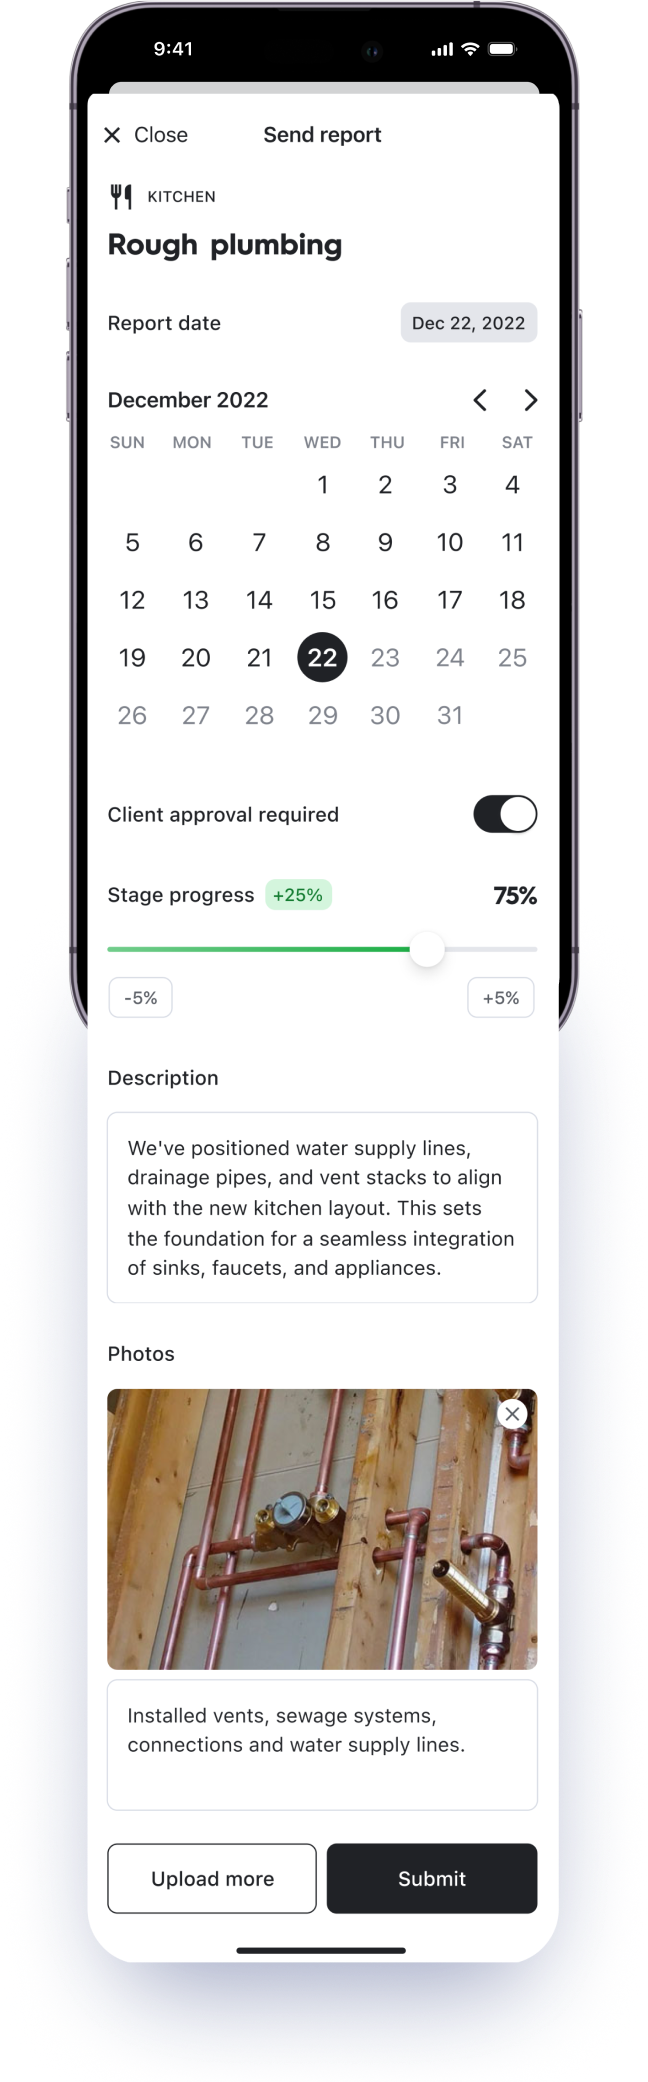 9:41
Close Send report
KITCHEN
Rough plumbing
Report date Dec 22, 2022
December 2022
SUN MON TUE WED THU FRI SAT
1 2 3 4
5 6 7 8 9 10 11
12 13 14 15 16 17 18
19 20 21 22 23 24 25
26 27 28 29 30 31
Client approval required
Stage progress +25% 75%
-5% +5%
Description
We've positioned water supply lines,
drainage pipes, and vent stacks to align
with the new kitchen layout. This sets
the foundation for a seamless integration
of sinks, faucets, and appliances.
Photos
Installed vents, sewage systems,
connections and water supply lines.
Upload more Submit